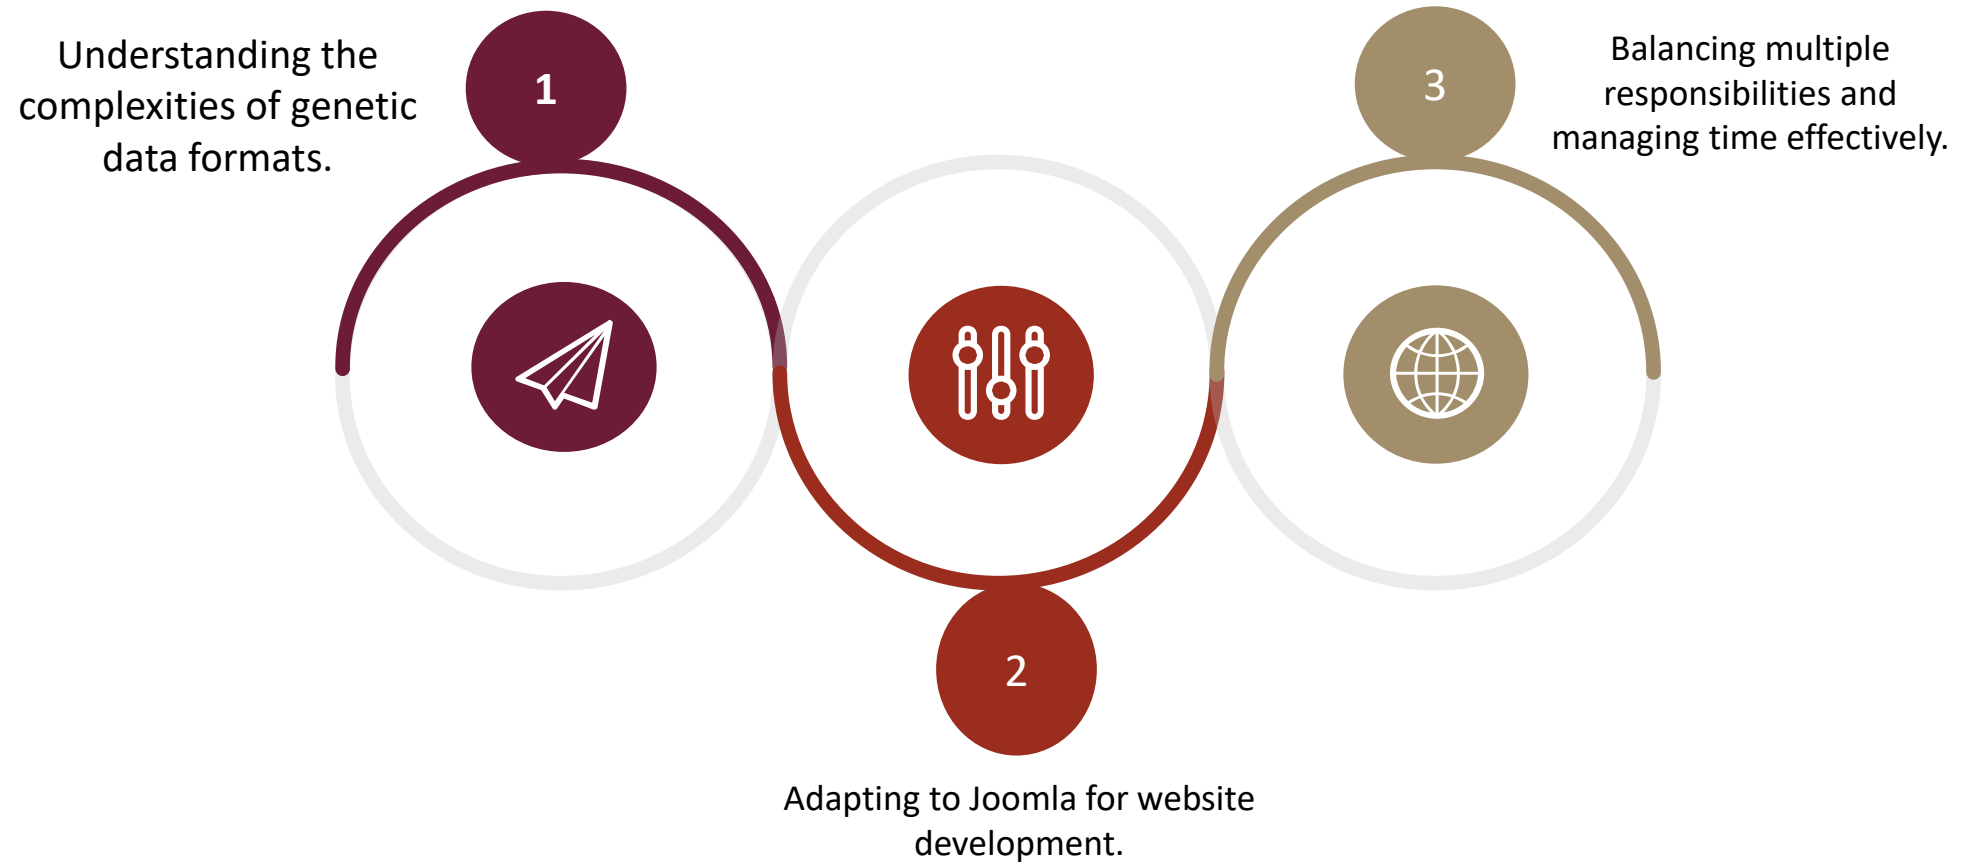 Understanding the
complexities of genetic
data formats.
1
2
Adapting to Joomla for website
development.
3
Balancing multiple
responsibilities and
managing time effectively.